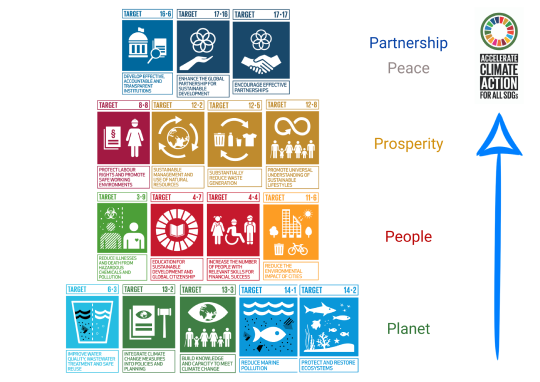 TARGET 16-6
TARGET 17-16
TARGET 17-17
DEVELOP EFFECTIVE,
ACCOUNTABLE AND
TRANSPARENT
INSTITUTIONS
ENHANCE THE GLOBAL
PARTNERSHIP FOR
SUSTAINABLE
DEVELOPMENT
ENCOURAGE EFFECTIVE
PARTNERSHIPS
Partnership
Peace
ACCELERATE
CLIMATE
ACTION
FOR ALL SDGs
TARGET 8-8
TARGET 12-2
TARGET 12-5
TARGET 12-8
PROTECT LABOUR
RIGHTS AND PROMOTE
SAFE WORKING
ENVIRONMENTS
SUSTAINABLE
MANAGEMENT AND
USE OF NATURAL
RESOURCES
SUBSTANTIALLY
REDUCE WASTE
GENERATION
PROMOTE UNIVERSAL
UNDERSTANDING OF
SUSTAINABLE
LIFESTYLES
Prosperity
TARGET 3-9
TARGET 4-7
TARGET 4-4
TARGET 11-6
REDUCE ILLNESSES
AND DEATH FROM
HAZARDOUS
CHEMICALS AND
POLLUTION
EDUCATION FOR
SUSTAINABLE
DEVELOPMENT AND
GLOBAL CITIZENSHIP
INCREASE THE NUMBER
OF PEOPLE WITH
RELEVANT SKILLS FOR
FINANCIAL SUCCESS
REDUCE THE
ENVIRONMENTAL
IMPACT OF CITIES
People
TARGET 6-3
TARGET 13-2
TARGET 13-3
TARGET 14-1
TARGET 14-2
IMPROVE WATER
QUALITY, WASTEWATER
TREATMENT AND SAFE
REUSE
INTEGRATE CLIMATE
CHANGE MEASURES
INTO POLICIES AND
PLANNING
BUILD KNOWLEDGE
AND CAPACITY TO MEET
CLIMATE CHANGE
REDUCE MARINE
POLLUTION
PROTECT AND RESTORE
ECOSYSTEMS
Planet